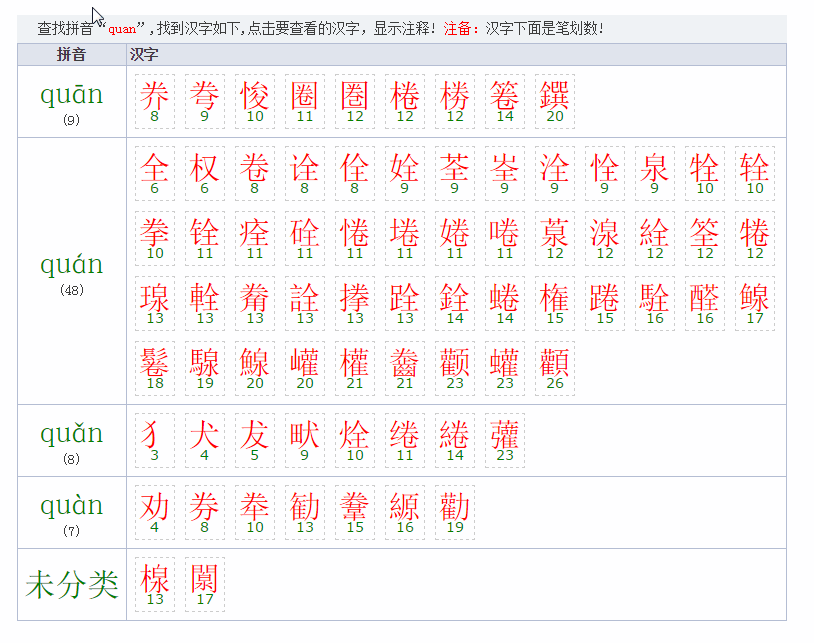 查找拼音“quan”,找到汉字如下,点击要查看的汉字，显示注释! 注备：汉字下面是笔划数!
拼音 汉字
quān 奍 弮 悛 圈 圏 棬 椦 箞 鐉
(9) 8 9 10 11 12 12 12 14 20
全 权 卷 诠 佺 姾 荃 峑 洤 恮 泉 牷 辁
6 6 8 8 8 9 9 9 9 9 9 10 10
quán 拳 铨 痊 硂 惓 埢 婘 啳 葲 湶 絟 筌 犈
(48) 10 11 11 11 11 11 11 11 12 12 12 12 12
瑔 輇 觠 詮 搼 跧 銓 蜷 権 踡 駩 醛 鳈
13 13 13 13 13 13 14 14 15 15 16 16 17
鬈 騡 鰁 巏 權 齤 颧 蠸 顴
18 19 20 20 21 21 23 23 26
quǎn 犭 犬 犮 畎 烇 绻 綣 虇
(8) 3 4 5 9 10 11 14 23
quàn 劝 券 牶 勧 韏 縓 勸
(7) 4 8 10 13 15 16 19
未分类 楾
13 17